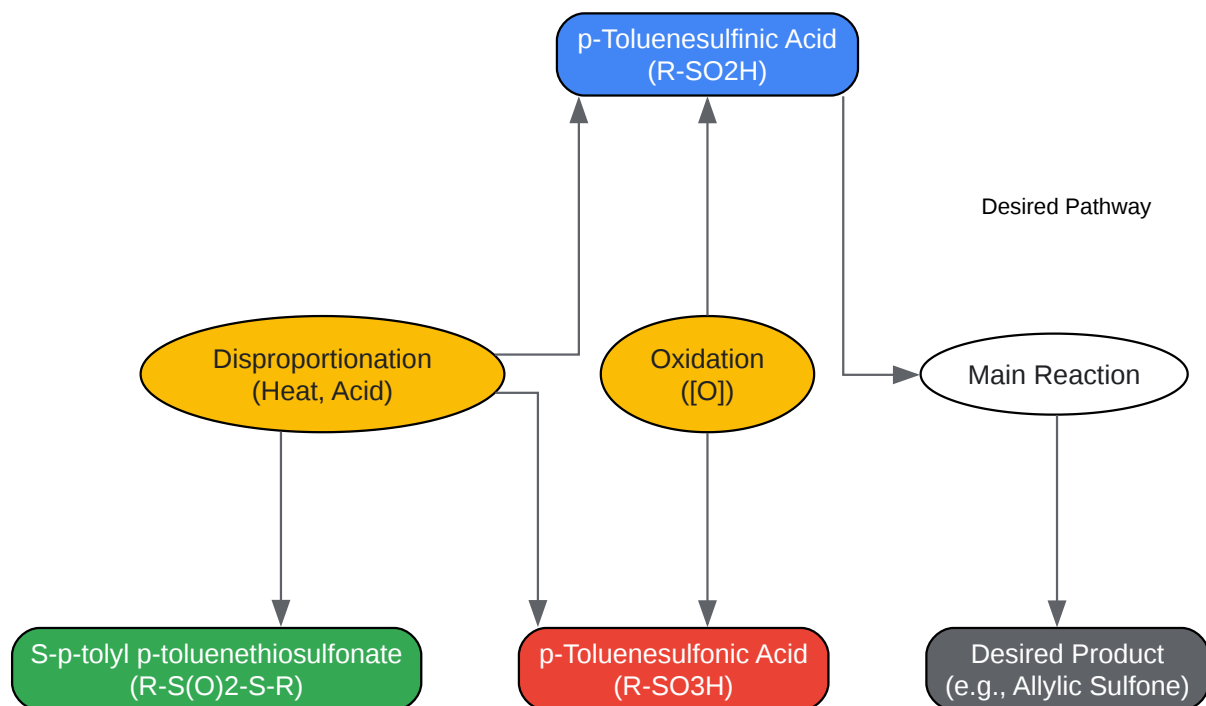 p-Toluenesulfinic Acid
(R-SO2H)
Desired Pathway
Disproportionation
(Heat, Acid)
Oxidation
([O])
Main Reaction
S-p-tolyl p-toluenethiosulfonate
(R-S(O)2-S-R)
p-Toluenesulfonic Acid
(R-SO3H)
Desired Product
(e.g., Allylic Sulfone)